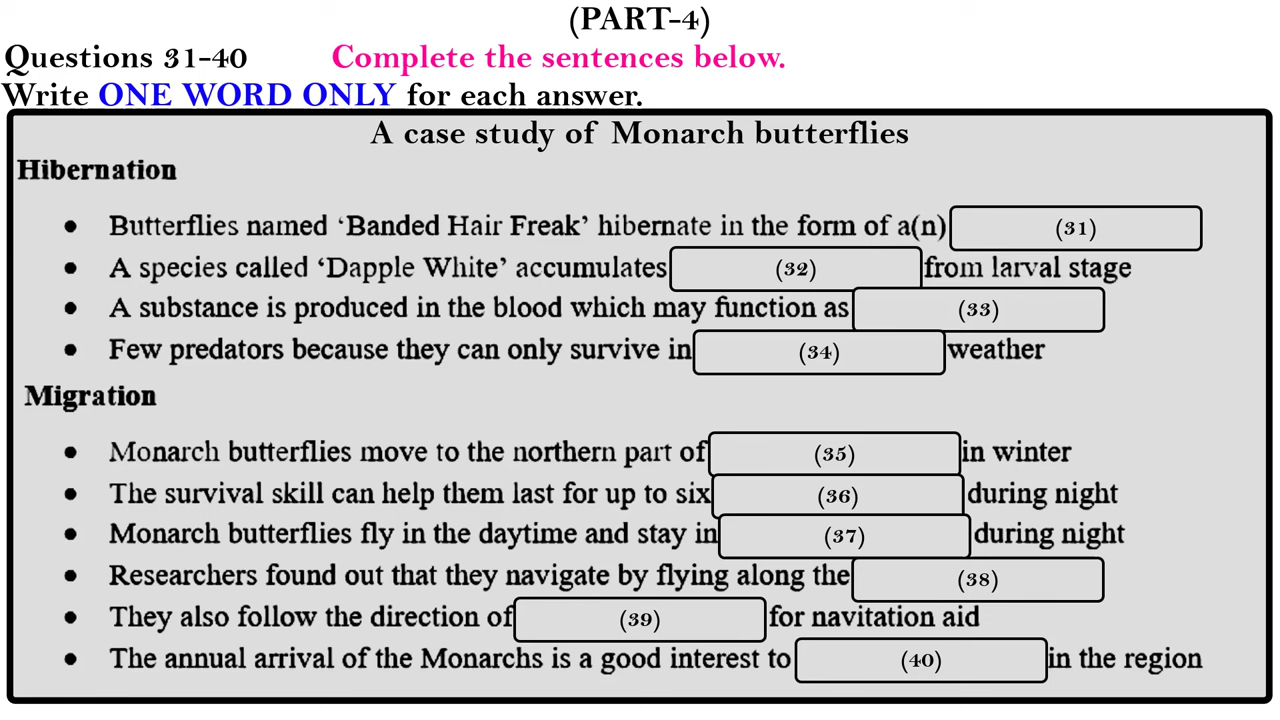 (PART-4)
Questions 31-40 Complete the sentences below.
Write ONE WORD ONLY for each answer.
A case study of Monarch butterflies
Hibernation
• Butterflies named ‘Banded Hair Freak’ hibernate in the form of a(n) (31)
• A species called ‘Dapple White’ accumulates (32) from larval stage
• A substance is produced in the blood which may function as (33)
• Few predators because they can only survive in (34) weather
Migration
• Monarch butterflies move to the northern part of (35) in winter
• The survival skill can help them last for up to six (36) during night
• Monarch butterflies fly in the daytime and stay in (37) during night
• Researchers found out that they navigate by flying along the (38)
• They also follow the direction of (39) for navitation aid
• The annual arrival of the Monarchs is a good interest to (40) in the region